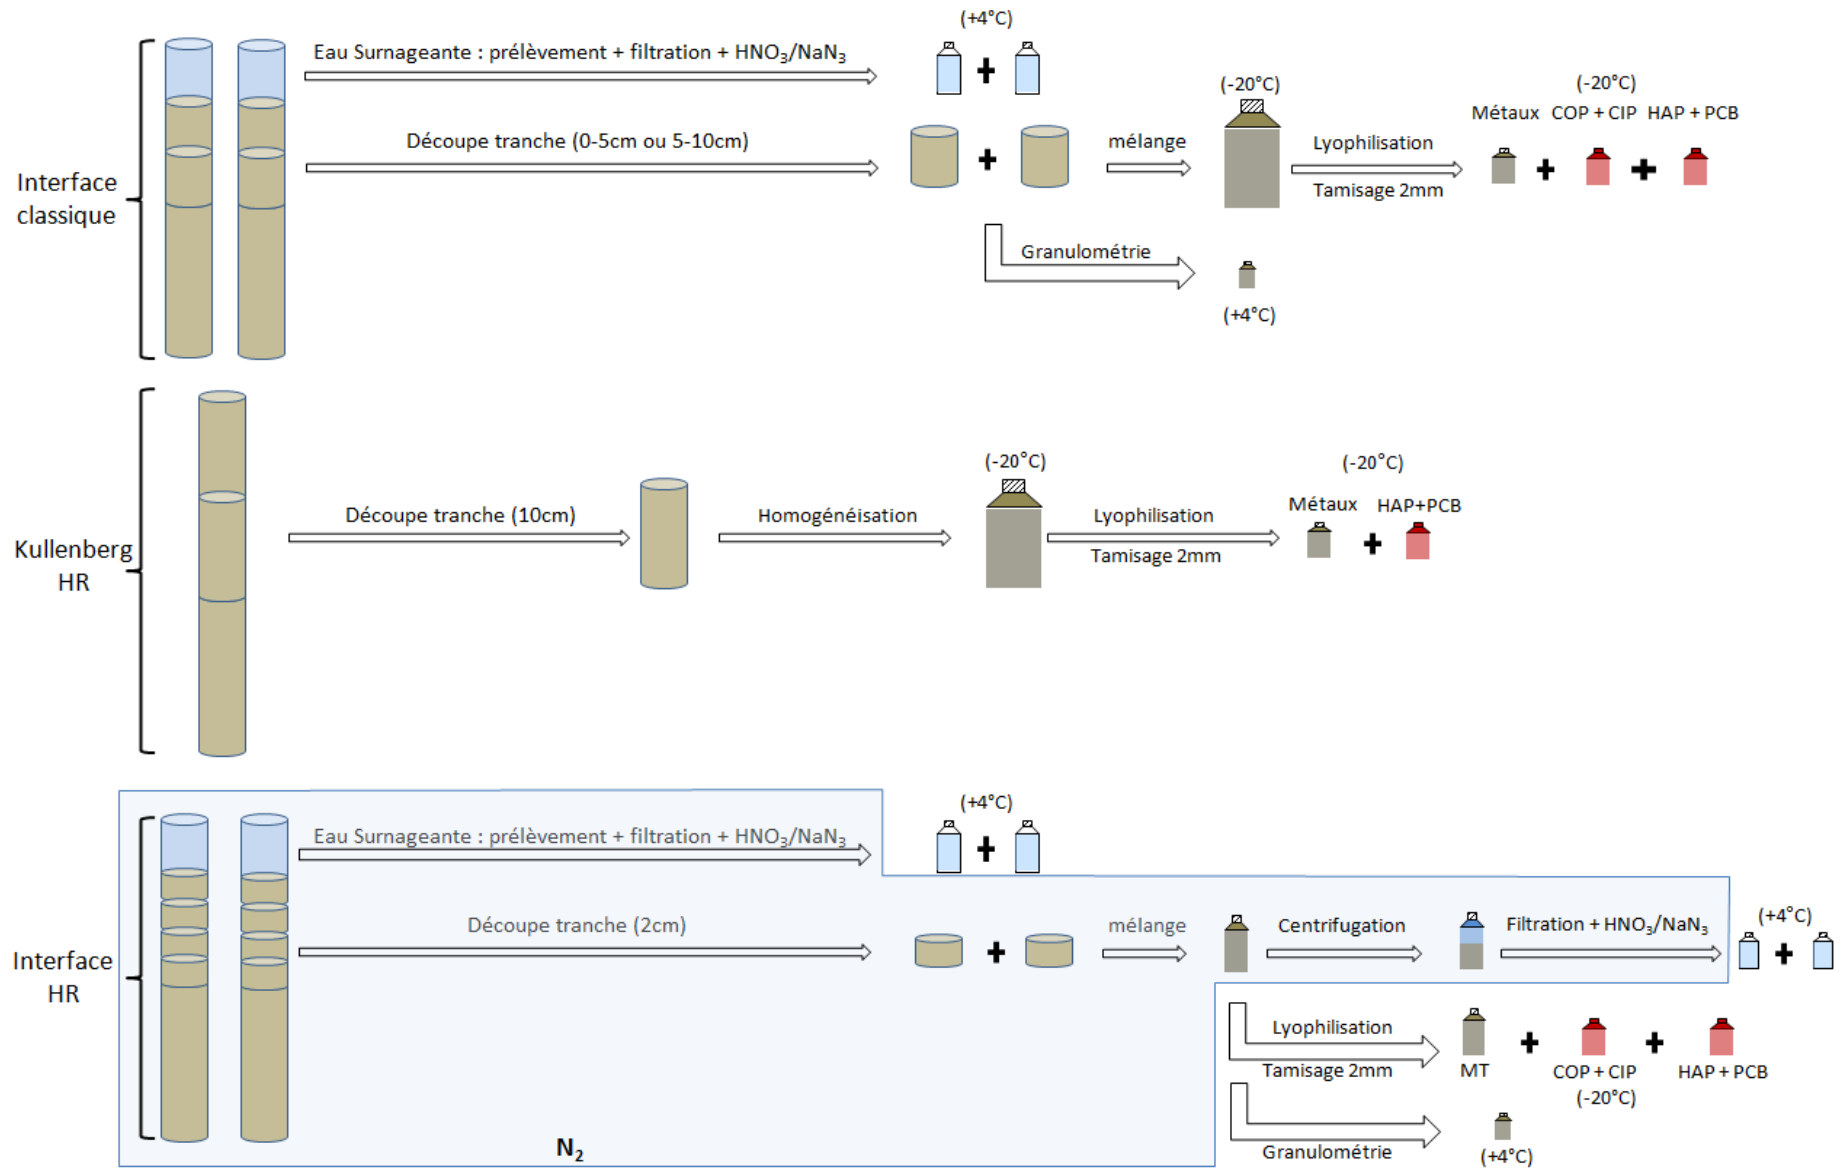 (+4°C)
Eau Surnageante : prélèvement + filtration + HNO₃/NaN₃
(-20°C)
(-20°C)
Métaux COP + CIP HAP + PCB
Découpe tranche (0-5cm ou 5-10cm)
mélange
Lyophilisation
Tamisage 2mm
Interface
classique
Granulométrie
(+4°C)
(-20°C)
(-20°C)
Métaux HAP+PCB
Découpe tranche (10cm)
Homogénéisation
Lyophilisation
Tamisage 2mm
Kullenberg
HR
(+4°C)
Eau Surnageante : prélèvement + filtration + HNO₃/NaN₃
Découpe tranche (2cm)
mélange
Centrifugation
Filtration + HNO₃/NaN₃
(+4°C)
Interface
HR
Lyophilisation
Tamisage 2mm
MT
COP + CIP
HAP + PCB
(-20°C)
Granulométrie
(+4°C)
N₂